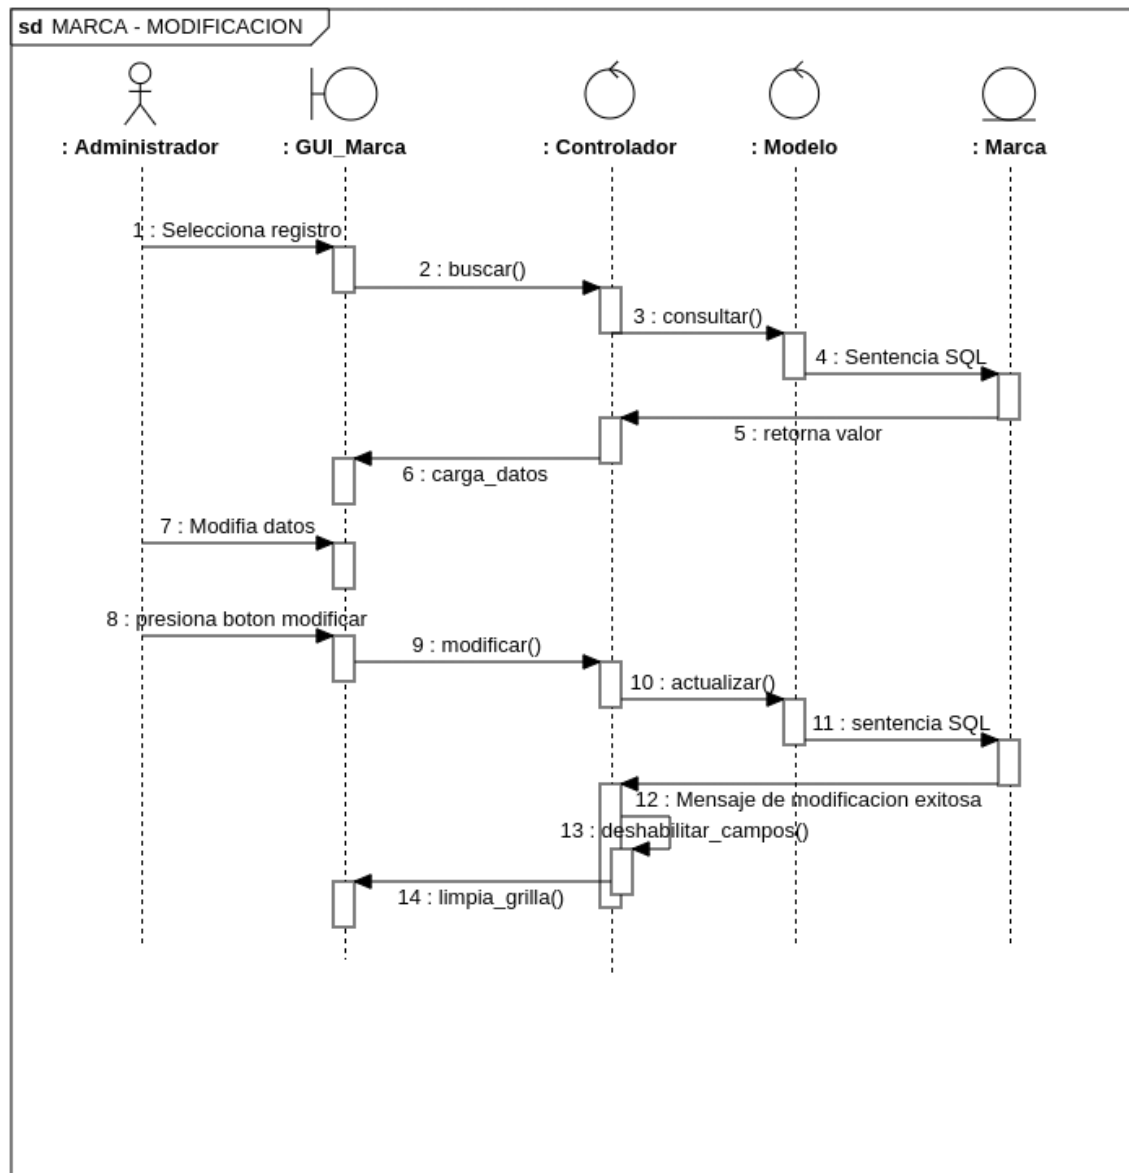 sd MARCA - MODIFICACION
: Administrador : GUI_Marca : Controlador : Modelo : Marca
1 : Selecciona registro
2 : buscar()
3 : consultar()
4 : Sentencia SQL
5 : retorna valor
6 : carga_datos
7 : Modifia datos
8 : presiona boton modificar
9 : modificar()
10 : actualizar()
11 : sentencia SQL
12 : Mensaje de modificacion exitosa
13 : deshabilitar_campos()
14 : limpia_grilla()